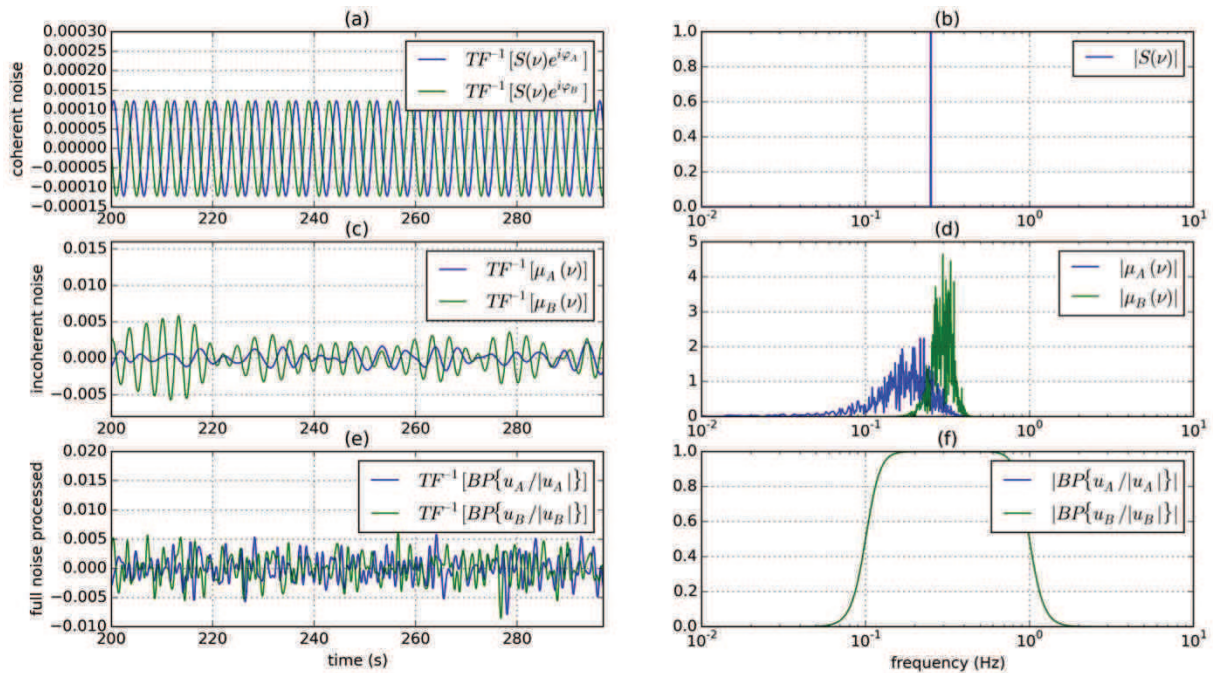 (a)
coherent noise
0.00030
0.00025
0.00020
0.00015
0.00010
0.00005
0.00000
−0.00005
−0.00010
−0.00015
200 220 240 260 280
TF⁻¹[S(ν)e^{iφ_A}]
TF⁻¹[S(ν)e^{iφ_B}]
(b)
1.0
0.8
0.6
0.4
0.2
0.0
10⁻² 10⁻¹ 10⁰ 10¹
|S(ν)|
(c)
incoherent noise
0.015
0.010
0.005
0.000
−0.005
200 220 240 260 280
TF⁻¹[μ_A(ν)]
TF⁻¹[μ_B(ν)]
(d)
5
4
3
2
1
0
10⁻² 10⁻¹ 10⁰ 10¹
|μ_A(ν)|
|μ_B(ν)|
(e)
full noise processed
0.020
0.015
0.010
0.005
0.000
−0.005
−0.010
200 220 240 260 280
time (s)
TF⁻¹[BP{u_A/|u_A|}]
TF⁻¹[BP{u_B/|u_B|}]
(f)
1.0
0.8
0.6
0.4
0.2
0.0
10⁻² 10⁻¹ 10⁰ 10¹
frequency (Hz)
|BP{u_A/|u_A|}|
|BP{u_B/|u_B|}|